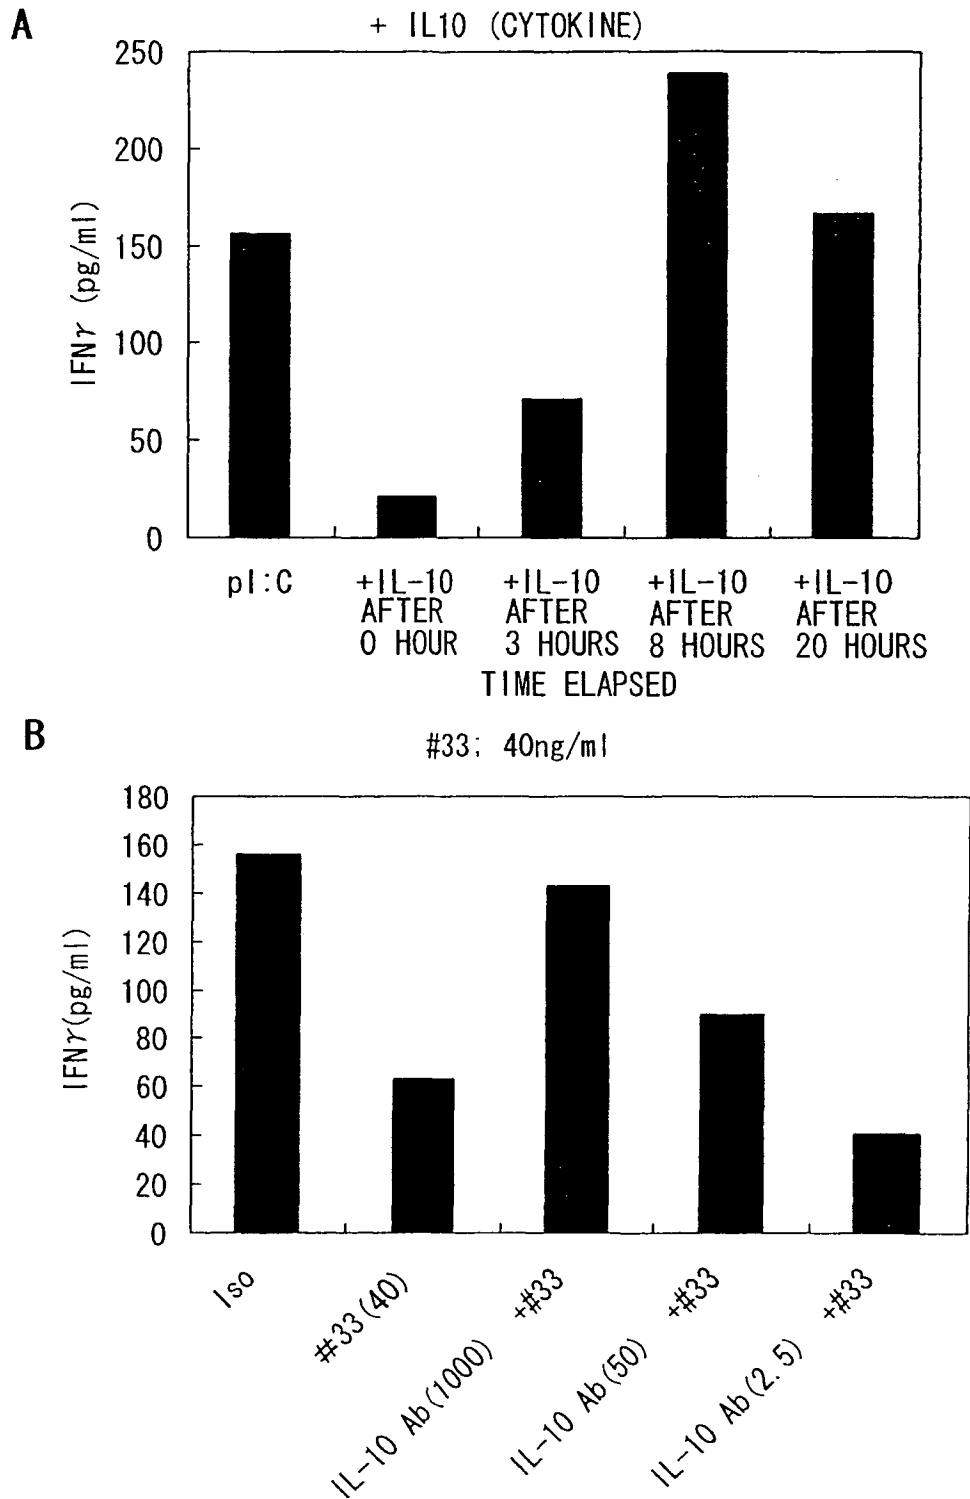 A
+ IL10 (CYTOKINE)
250
200
150
100
50
0
IFNγ (pg/ml)
pI:C
+IL-10 AFTER 0 HOUR
+IL-10 AFTER 3 HOURS
+IL-10 AFTER 8 HOURS
+IL-10 AFTER 20 HOURS
TIME ELAPSED
B
#33; 40ng/ml
180
160
140
120
100
80
60
40
20
0
IFNγ(pg/ml)
Iso
#33(40)
IL-10 Ab(1000) +#33
IL-10 Ab(50) +#33
IL-10 Ab(2.5) +#33